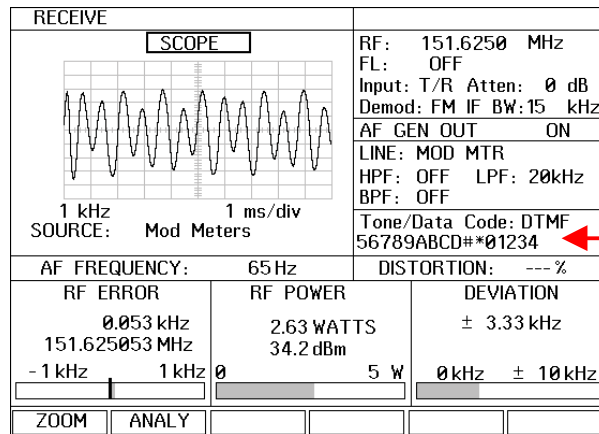 RECEIVE
SCOPE
1 kHz 1 ms/div
SOURCE: Mod Meters
RF: 151.6250 MHz
FL: OFF
Input: T/R Atten: 0 dB
Demod: FM IF BW:15 kHz
AF GEN OUT ON
LINE: MOD MTR
HPF: OFF LPF: 20kHz
BPF: OFF
Tone/Data Code: DTMF
56789ABCD#*01234
AF FREQUENCY: 65 Hz DISTORTION: ---%
RF ERROR
0.053 kHz
151.625053 MHz
-1 kHz 1 kHz
RF POWER
2.63 WATTS
34.2 dBm
0 5 W
DEVIATION
± 3.33 kHz
0kHz ± 10kHz
ZOOM ANALY